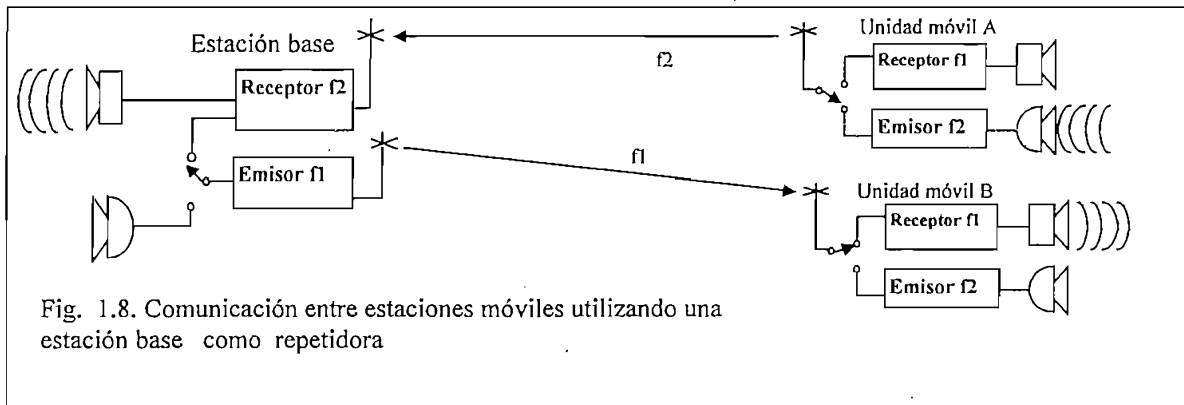 Estación base
Receptor f2
Emisor f1
f2
f1
Unidad móvil A
Receptor f1
Emisor f2
Unidad móvil B
Receptor f1
Emisor f2
Fig. 1.8. Comunicación entre estaciones móviles utilizando una
estación base como repetidora